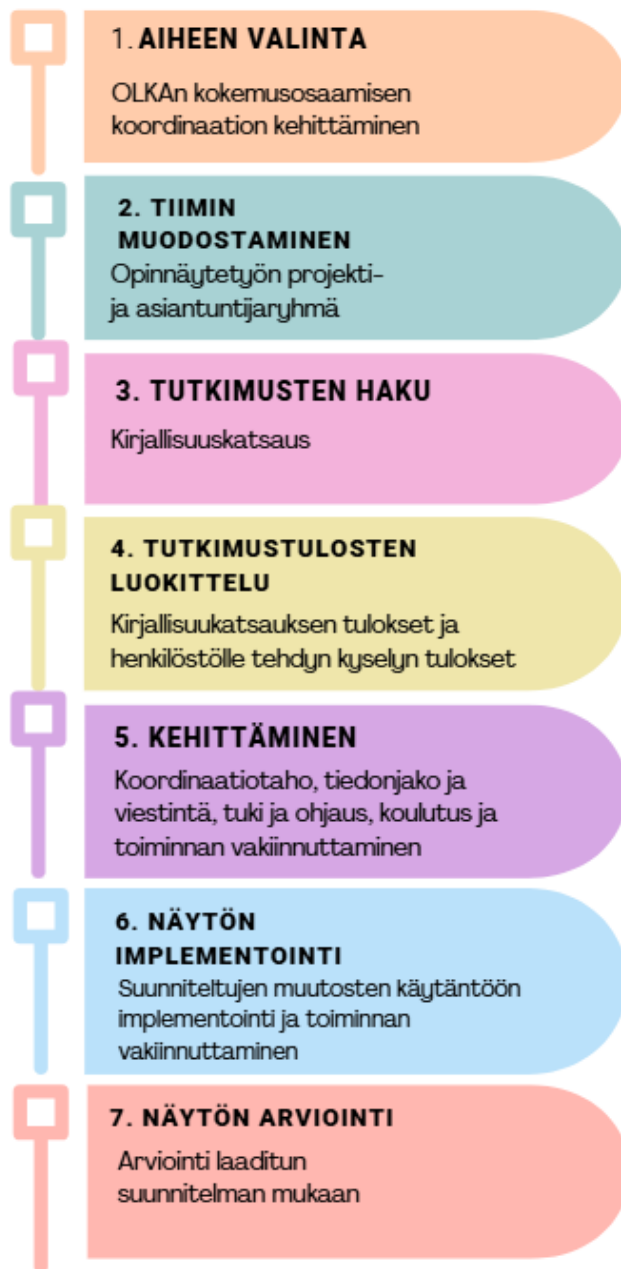 1. AIHEEN VALINTA
OLKAn kokemusosaamisen
koordinaation kehittäminen
2. TIIMIN
MUODOSTAMINEN
Opinnäytetyön projekti-
ja asiantuntijaryhmä
3. TUTKIMUSTEN HAKU
Kirjallisuuskatsaus
4. TUTKIMUSTULOSTEN
LUOKITTELU
Kirjallisuukatsauksen tulokset ja
henkilöstölle tehdyn kyselyn tulokset
5. KEHITTÄMINEN
Koordinaatiotaho, tiedonjako ja
viestintä, tuki ja ohjaus, koulutus ja
toiminnan vakiinnuttaminen
6. NÄYTÖN
IMPLEMENTOINTI
Suunniteltujen muutosten käytäntöön
implementointi ja toiminnan
vakiinnuttaminen
7. NÄYTÖN ARVIOINTI
Arviointi laaditun
suunnitelman mukaan